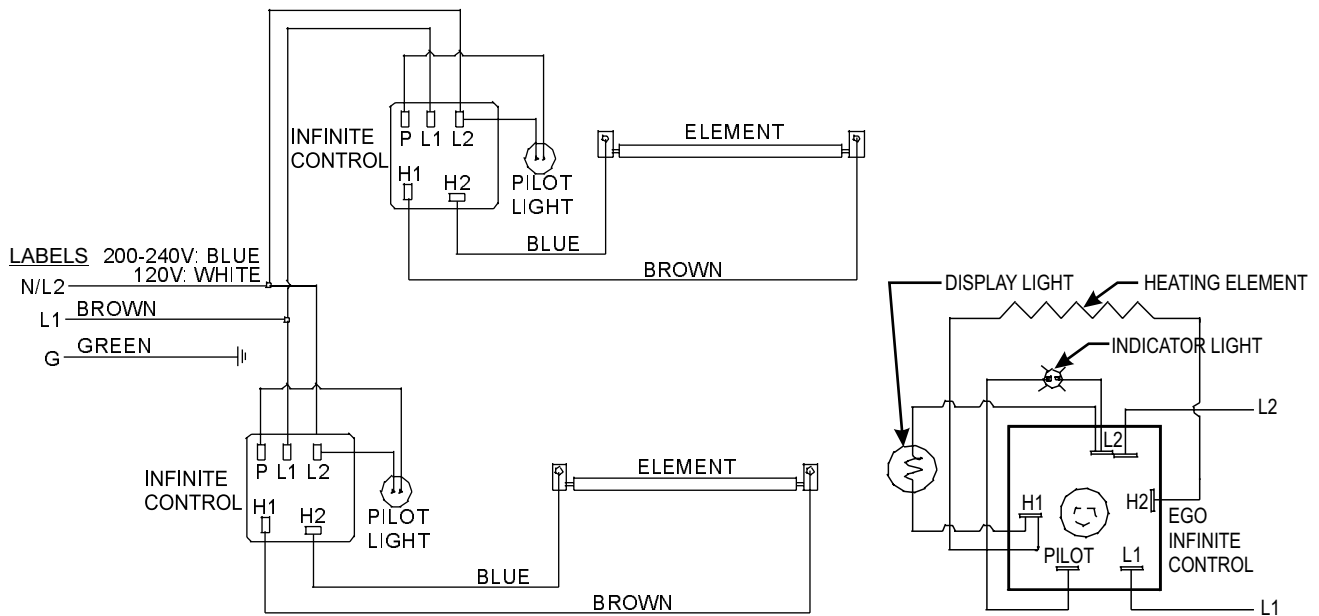 INFINITE
CONTROL
P L1 L2
H1 H2
PILOT
LIGHT
ELEMENT
BLUE
BROWN
LABELS 200-240V: BLUE
120V: WHITE
N/L2
L1 BROWN
G GREEN
INFINITE
CONTROL
P L1 L2
H1 H2
PILOT
LIGHT
ELEMENT
BLUE
BROWN
DISPLAY LIGHT
HEATING ELEMENT
INDICATOR LIGHT
L2
L2
H1
H2
PILOT
L1
EGO
INFINITE
CONTROL
L1